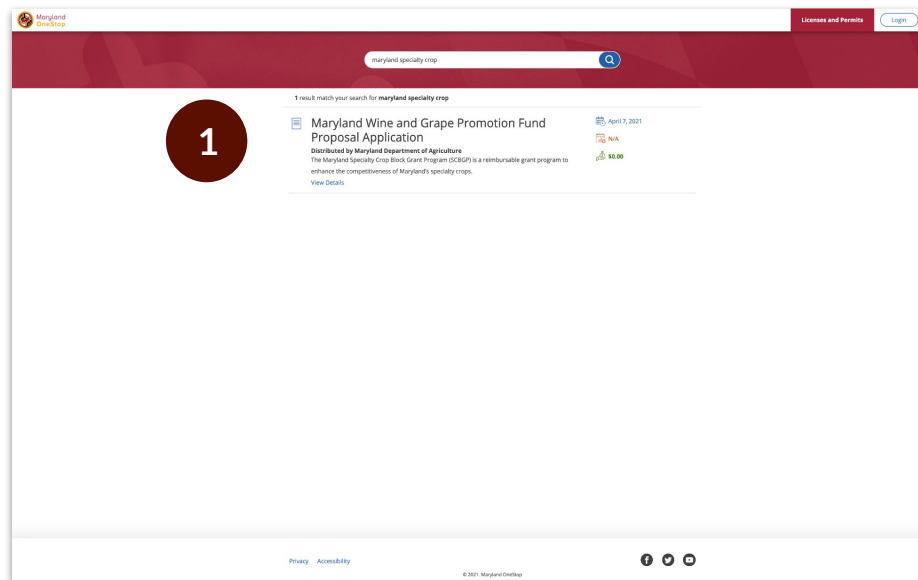 Maryland
OneStop
Licenses and Permits
Login
maryland specialty crop
1 result match your search for maryland specialty crop
1
Maryland Wine and Grape Promotion Fund
Proposal Application
Distributed by Maryland Department of Agriculture
The Maryland Specialty Crop Block Grant Program (SCBGP) is a reimbursable grant program to
enhance the competitiveness of Maryland's specialty crops.
View Details
April 7, 2021
N/A
$0.00
Privacy Accessibility
© 2021. Maryland OneStop